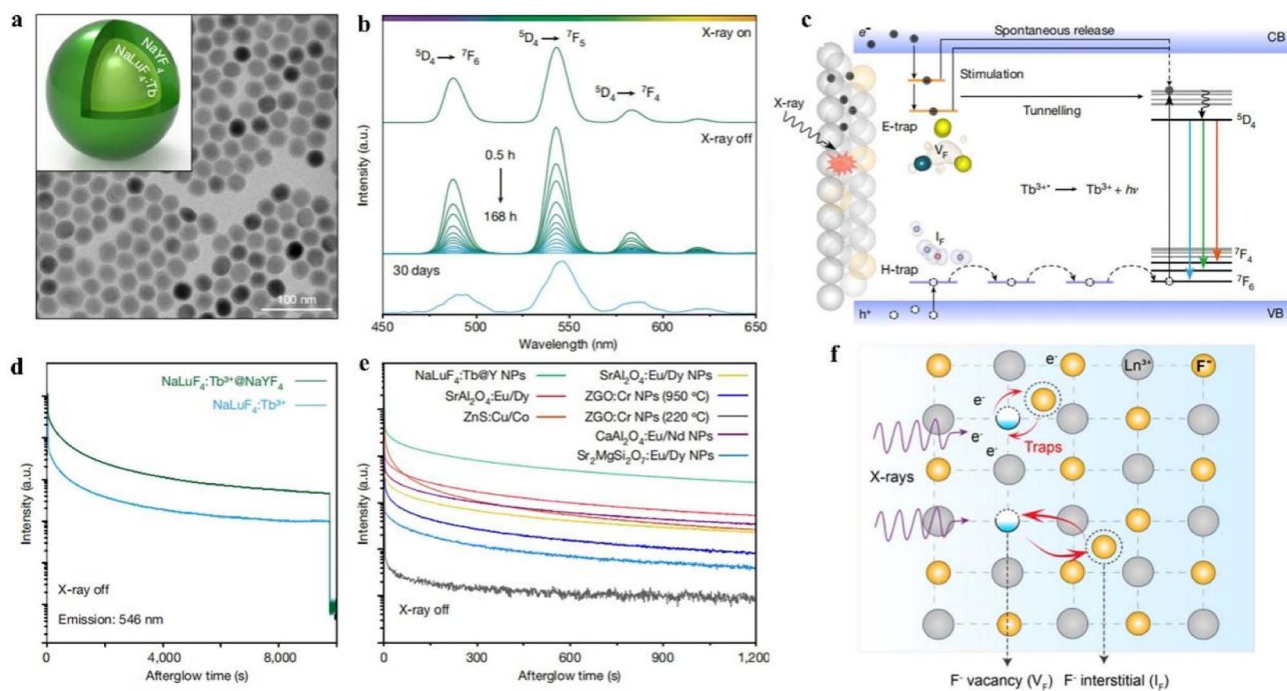 a
NaYF₄
NaLuF₄:Tb
100 nm
b
X-ray on
⁵D₄ → ⁷F₆
⁵D₄ → ⁷F₅
⁵D₄ → ⁷F₄
X-ray off
0.5 h
168 h
30 days
Intensity (a.u.)
450 500 550 600 650
Wavelength (nm)
c
e⁻
Spontaneous release
CB
Stimulation
X-ray
Tunnelling
E-trap
⁵D₄
V_F
Tb³⁺* → Tb³⁺ + hν
I_F
H-trap
⁷F₄
⁷F₆
h⁺
VB
d
NaLuF₄:Tb³⁺@NaYF₄
NaLuF₄:Tb³⁺
Intensity (a.u.)
X-ray off
Emission: 546 nm
0 4,000 8,000
Afterglow time (s)
e
NaLuF₄:Tb@Y NPs
SrAl₂O₄:Eu/Dy
ZnS:Cu/Co
SrAl₂O₄:Eu/Dy NPs
ZGO:Cr NPs (950 °C)
ZGO:Cr NPs (220 °C)
CaAl₂O₄:Eu/Nd NPs
Sr₂MgSi₂O₇:Eu/Dy NPs
Intensity (a.u.)
X-ray off
0 300 600 900 1,200
Afterglow time (s)
f
e⁻
Ln³⁺
F⁻
e⁻
e⁻
e⁻
Traps
X-rays
F⁻ vacancy (V_F)
F⁻ interstitial (I_F)